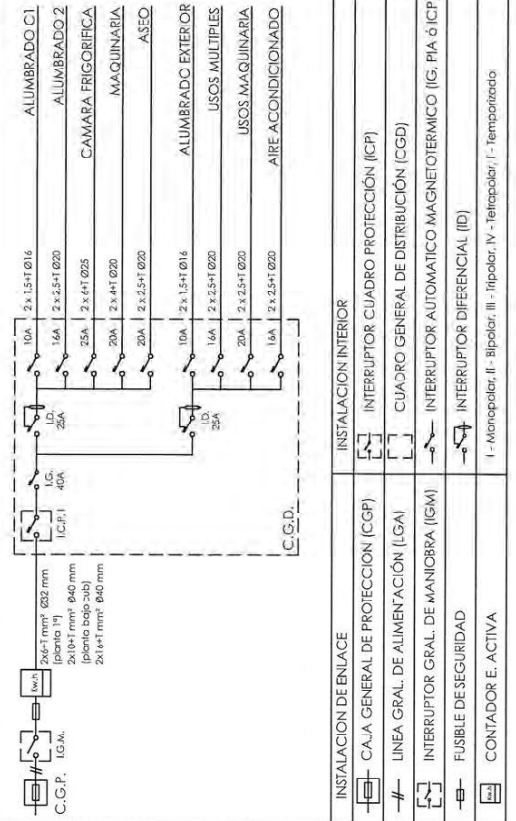 C.G.P.
I.G.M.
Kw.h
2x6+T mm² Ø32 mm
(planta 1ª)
2x10+T mm² Ø40 mm
(planta bajo cub)
2x16+T mm² Ø40 mm
I.C.P. I
I.G.
40A
I.D.
25A
I.D.
25A
C.G.D.
10A 2 x 1,5+T Ø16 ALUMBRADO C1
16A 2 x 2,5+T Ø20 ALUMBRADO 2
25A 2 x 6+T Ø25 CAMARA FRIGORIFICA
20A 2 x 4+T Ø20 MAQUINARIA
20A 2 x 2,5+T Ø20 ASEO
10A 2 x 1,5+T Ø16 ALUMBRADO EXTERIOR
16A 2 x 2,5+T Ø20 USOS MULTIPLES
20A 2 x 2,5+T Ø20 USOS MAQUINARIA
16A 2 x 2,5+T Ø20 AIRE ACONDICIONADO
INSTALACION DE ENLACE
CAJA GENERAL DE PROTECCION (CGP)
LINEA GRAL. DE ALIMENTACIÓN (LGA)
INTERRUPTOR GRAL. DE MANIOBRA (IGM)
FUSIBLE DE SEGURIDAD
Kw.h CONTADOR E. ACTIVA
INSTALACION INTERIOR
INTERRUPTOR CUADRO PROTECCIÓN (ICP)
CUADRO GENERAL DE DISTRIBUCIÓN (CGD)
INTERRUPTOR AUTOMATICO MAGNETOTERMICO (IG, PIA ó ICP
INTERRUPTOR DIFERENCIAL (ID)
I - Monopolar, II - Bipolar, III - Tripolar, IV - Tetrapolar, I - Temporizado